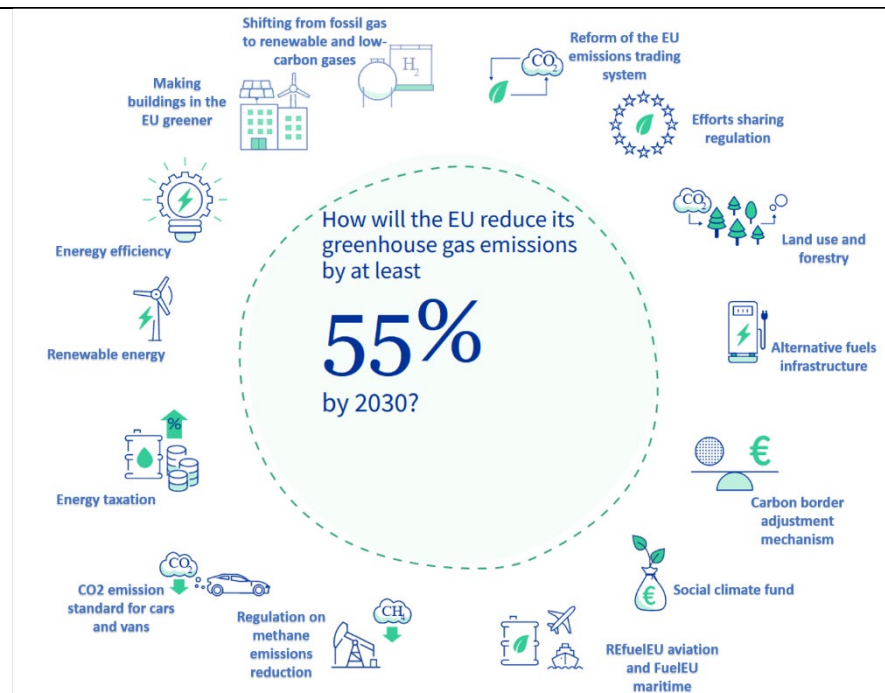 How will the EU reduce its
greenhouse gas emissions
by at least
55%
by 2030?
Shifting from fossil gas
to renewable and low-
carbon gases
H2
CO2
Reform of the EU
emissions trading
system
Efforts sharing
regulation
CO2
Land use and
forestry
Alternative fuels
infrastructure
€
Carbon border
adjustment
mechanism
€
Social climate fund
REfuelEU aviation
and FuelEU
maritime
CH4
Regulation on
methane
emissions
reduction
CO2
CO2 emission
standard for cars
and vans
%
Energy taxation
Renewable energy
Eneregy efficiency
Making
buildings in the
EU greener